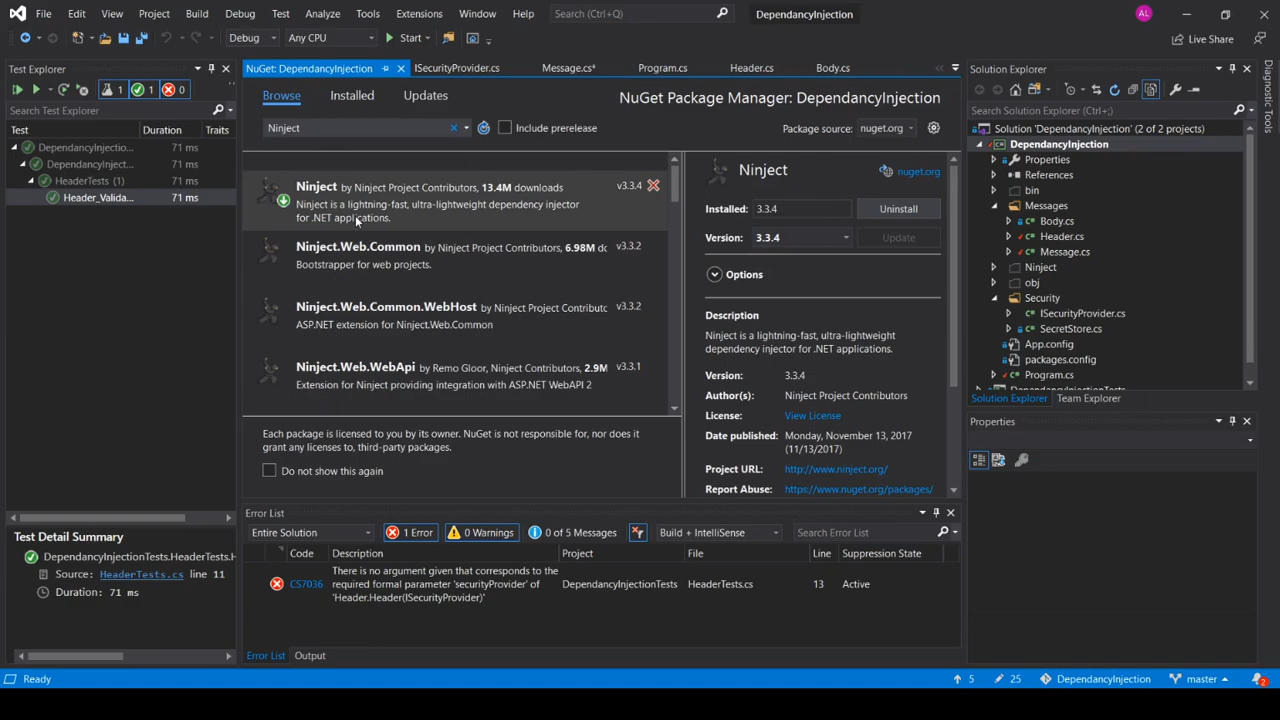 File Edit View Project Build Debug Test Analyze Tools Extensions Window Help Search (Ctrl+Q) DependancyInjection AL
Debug Any CPU Start Live Share
Test Explorer
1 1 0
Search Test Explorer
Test Duration Traits
DependancyInjectio... 71 ms
DependancyInject... 71 ms
HeaderTests (1) 71 ms
Header_Valida... 71 ms
Test Detail Summary
DependancyInjectionTests.HeaderTests.H
Source: HeaderTests.cs line 11
Duration: 71 ms
NuGet: DependancyInjection ISecurityProvider.cs Message.cs* Program.cs Header.cs Body.cs
Browse Installed Updates NuGet Package Manager: DependancyInjection
Ninject Include prerelease Package source: nuget.org
Ninject by Ninject Project Contributors, 13.4M downloads v3.3.4
Ninject is a lightning-fast, ultra-lightweight dependency injector
for .NET applications.
Ninject.Web.Common by Ninject Project Contributors, 6.98M dc v3.3.2
Bootstrapper for web projects.
Ninject.Web.Common.WebHost by Ninject Project Contributc v3.3.2
ASP.NET extension for Ninject.Web.Common
Ninject.Web.WebApi by Remo Gloor, Ninject Contributors, 2.9M v3.3.1
Extension for Ninject providing integration with ASP.NET WebAPI 2
Each package is licensed to you by its owner. NuGet is not responsible for, nor does it
grant any licenses to, third-party packages.
Do not show this again
Ninject nuget.org
Installed: 3.3.4 Uninstall
Version: 3.3.4 Update
Options
Description
Ninject is a lightning-fast, ultra-lightweight
dependency injector for .NET applications.
Version: 3.3.4
Author(s): Ninject Project Contributors
License: View License
Date published: Monday, November 13, 2017
(11/13/2017)
Project URL: http://www.ninject.org/
Report Abuse: https://www.nuget.org/packages/
Error List
Entire Solution 1 Error 0 Warnings 0 of 5 Messages Build + IntelliSense Search Error List
Code Description Project File Line Suppression State
CS7036 There is no argument given that corresponds to the
required formal parameter 'securityProvider' of
'Header.Header(ISecurityProvider)' DependancyInjectionTests HeaderTests.cs 13 Active
Error List Output
Solution Explorer
Search Solution Explorer (Ctrl+;)
Solution 'DependancyInjection' (2 of 2 projects)
DependancyInjection
Properties
References
bin
Messages
Body.cs
Header.cs
Message.cs
Ninject
obj
Security
ISecurityProvider.cs
SecretStore.cs
App.config
packages.config
Program.cs
DependancyInjectionTests
Solution Explorer Team Explorer
Properties
Diagnostic Tools
Ready 5 25 DependancyInjection master 2